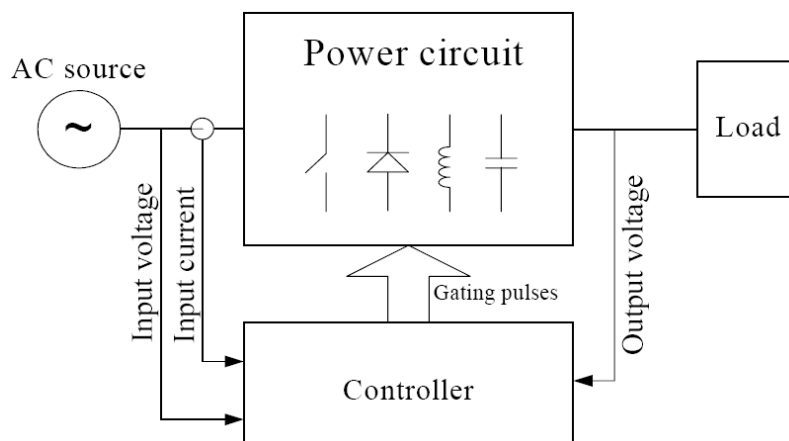 Power circuit
AC source
~
Load
Input voltage
Input current
Gating pulses
Output voltage
Controller